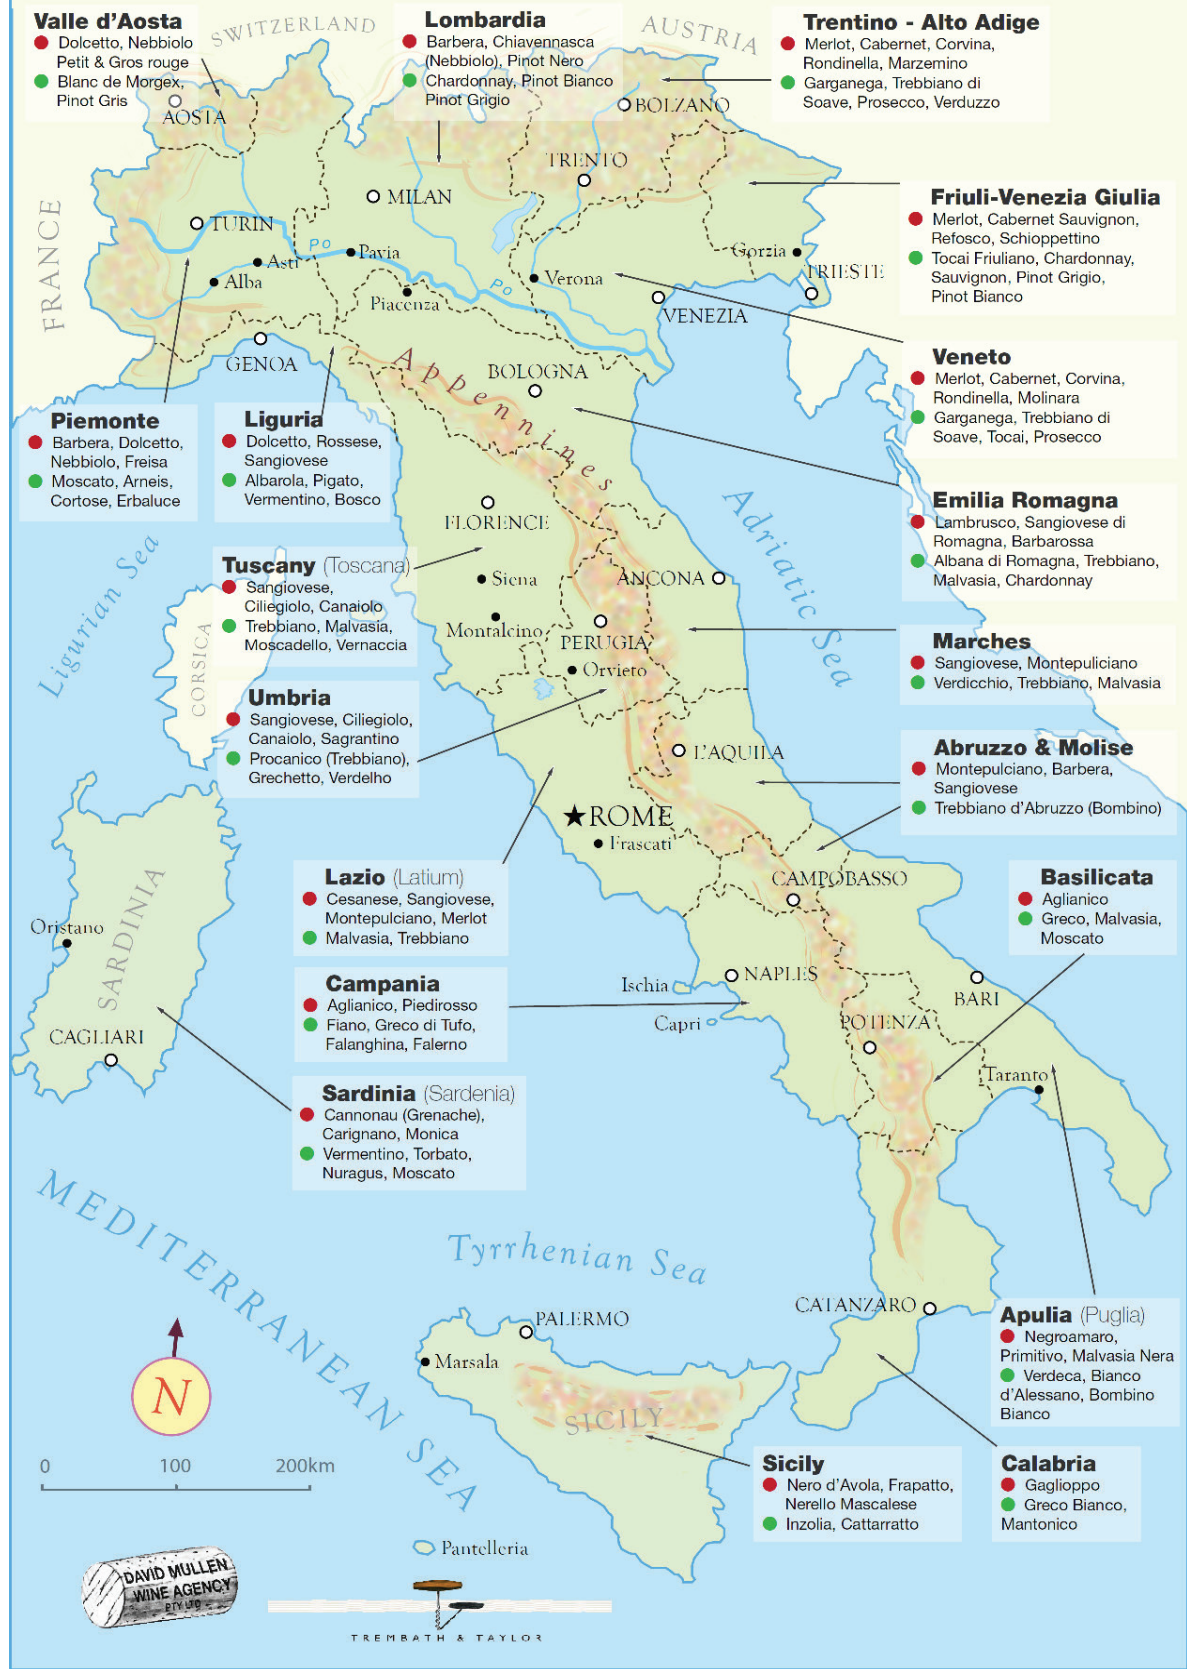 Valle d'Aosta
Dolcetto, Nebbiolo
Petit & Gros rouge
Blanc de Morgex,
Pinot Gris
SWITZERLAND
Lombardia
Barbera, Chiavennasca
(Nebbiolo), Pinot Nero
Chardonnay, Pinot Bianco
Pinot Grigio
AUSTRIA
Trentino - Alto Adige
Merlot, Cabernet, Corvina,
Rondinella, Marzemino
Garganega, Trebbiano di
Soave, Prosecco, Verduzzo
AOSTA
BOLZANO
TRENTO
MILAN
FRANCE
TURIN
Po
Pavia
Asti
Alba
Po
Piacenza
Verona
Gorzia
TRIESTE
VENEZIA
Friuli-Venezia Giulia
Merlot, Cabernet Sauvignon,
Refosco, Schioppettino
Tocai Friuliano, Chardonnay,
Sauvignon, Pinot Grigio,
Pinot Bianco
GENOA
Appennines
BOLOGNA
Veneto
Merlot, Cabernet, Corvina,
Rondinella, Molinara
Garganega, Trebbiano di
Soave, Tocai, Prosecco
Piemonte
Barbera, Dolcetto,
Nebbiolo, Freisa
Moscato, Arneis,
Cortose, Erbaluce
Liguria
Dolcetto, Rossese,
Sangiovese
Albarola, Pigato,
Vermentino, Bosco
Emilia Romagna
Lambrusco, Sangiovese di
Romagna, Barbarossa
Albana di Romagna, Trebbiano,
Malvasia, Chardonnay
FLORENCE
Adriatic Sea
Ligurian Sea
Tuscany (Toscana)
Sangiovese,
Ciliegiolo, Canaiolo
Trebbiano, Malvasia,
Moscadello, Vernaccia
Siena
Montalcino
ANCONA
PERUGIA
Orvieto
CORSICA
Marches
Sangiovese, Montepuliciano
Verdicchio, Trebbiano, Malvasia
Umbria
Sangiovese, Ciliegiolo,
Canaiolo, Sagrantino
Procanico (Trebbiano),
Grechetto, Verdelho
L'AQUILA
Abruzzo & Molise
Montepulciano, Barbera,
Sangiovese
Trebbiano d'Abruzzo (Bombino)
ROME
Frascati
Lazio (Latium)
Cesanese, Sangiovese,
Montepulciano, Merlot
Malvasia, Trebbiano
CAMPOBASSO
Basilicata
Aglianico
Greco, Malvasia,
Moscato
Oristano
SARDINIA
CAGLIARI
Campania
Aglianico, Piedirosso
Fiano, Greco di Tufo,
Falanghina, Falerno
Ischia
NAPLES
Capri
BARI
POTENZA
Taranto
Sardinia (Sardenia)
Cannonau (Grenache),
Carignano, Monica
Vermentino, Torbato,
Nuragus, Moscato
MEDITERRANEAN SEA
Tyrrhenian Sea
CATANZARO
Apulia (Puglia)
Negroamaro,
Primitivo, Malvasia Nera
Verdeca, Bianco
d'Alessano, Bombino
Bianco
PALERMO
Marsala
SICILY
N
0 100 200km
Sicily
Nero d'Avola, Frapatto,
Nerello Mascalese
Inzolia, Cattarratto
Calabria
Gaglioppo
Greco Bianco,
Mantonico
Pantelleria
DAVID MULLEN
WINE AGENCY
PTY LTD
TREMBATH & TAYLOR